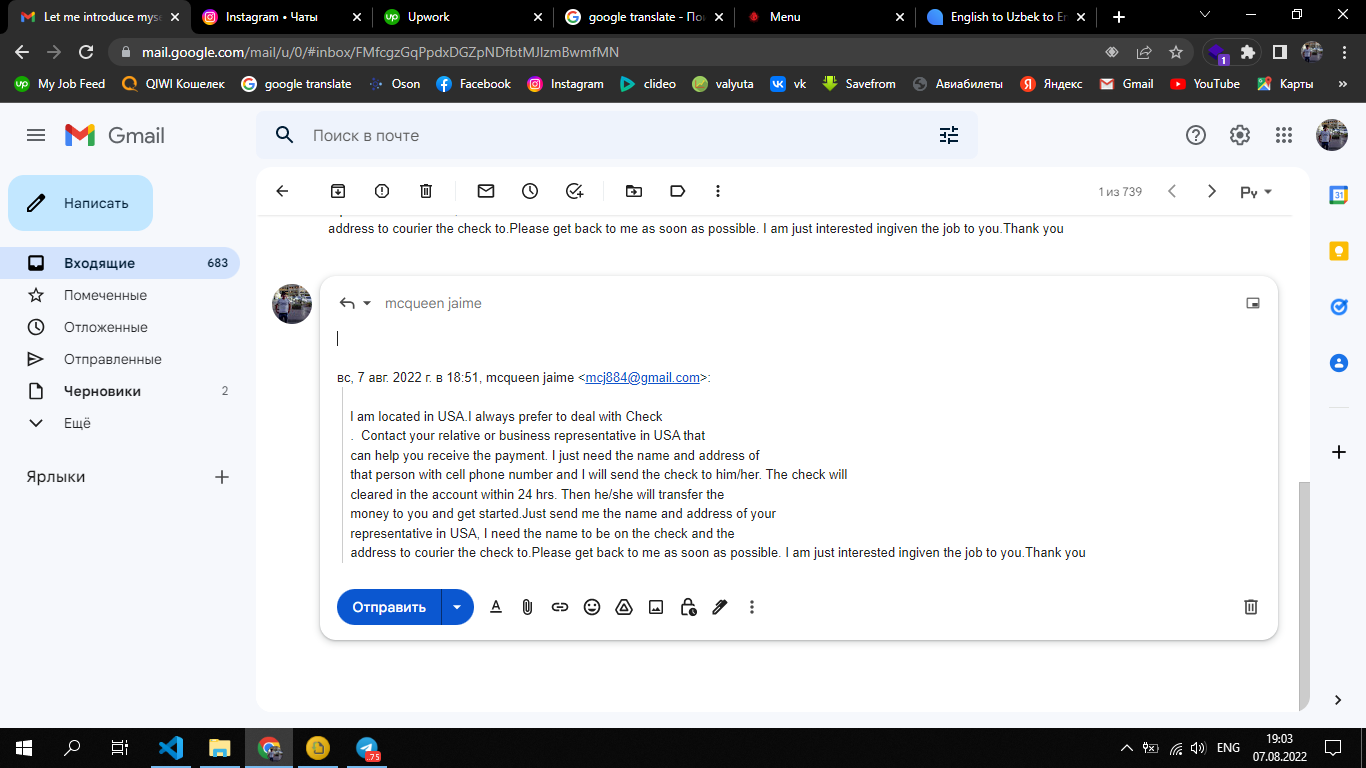 Let me introduce myse
Instagram • Чаты
Upwork
google translate - Пои
Menu
English to Uzbek to En
mail.google.com/mail/u/0/#inbox/FMfcgzGqPpdxDGZpNDfbtMJlzmBwmfMN
1
My Job Feed
QIWI Кошелек
google translate
Oson
Facebook
Instagram
clideo
valyuta
vk
Savefrom
Авиабилеты
Яндекс
Gmail
YouTube
Карты
»
Gmail
Поиск в почте
Написать
1 из 739
Ру
Входящие 683
Помеченные
Отложенные
Отправленные
Черновики 2
Ещё
Ярлыки
address to courier the check to.Please get back to me as soon as possible. I am just interested ingiven the job to you.Thank you
mcqueen jaime
вс, 7 авг. 2022 г. в 18:51, mcqueen jaime <mcj884@gmail.com>:
I am located in USA.I always prefer to deal with Check
. Contact your relative or business representative in USA that
can help you receive the payment. I just need the name and address of
that person with cell phone number and I will send the check to him/her. The check will
cleared in the account within 24 hrs. Then he/she will transfer the
money to you and get started.Just send me the name and address of your
representative in USA, I need the name to be on the check and the
address to courier the check to.Please get back to me as soon as possible. I am just interested ingiven the job to you.Thank you
Отправить
31
75
ENG
19:03
07.08.2022